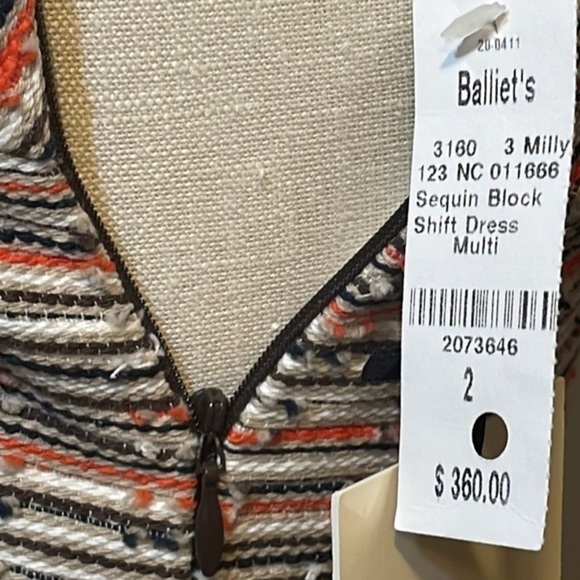 20-0411
Balliet's
3160 3 Milly
123 NC 011666
Sequin Block
Shift Dress
Multi
2073646
2
$ 360.00